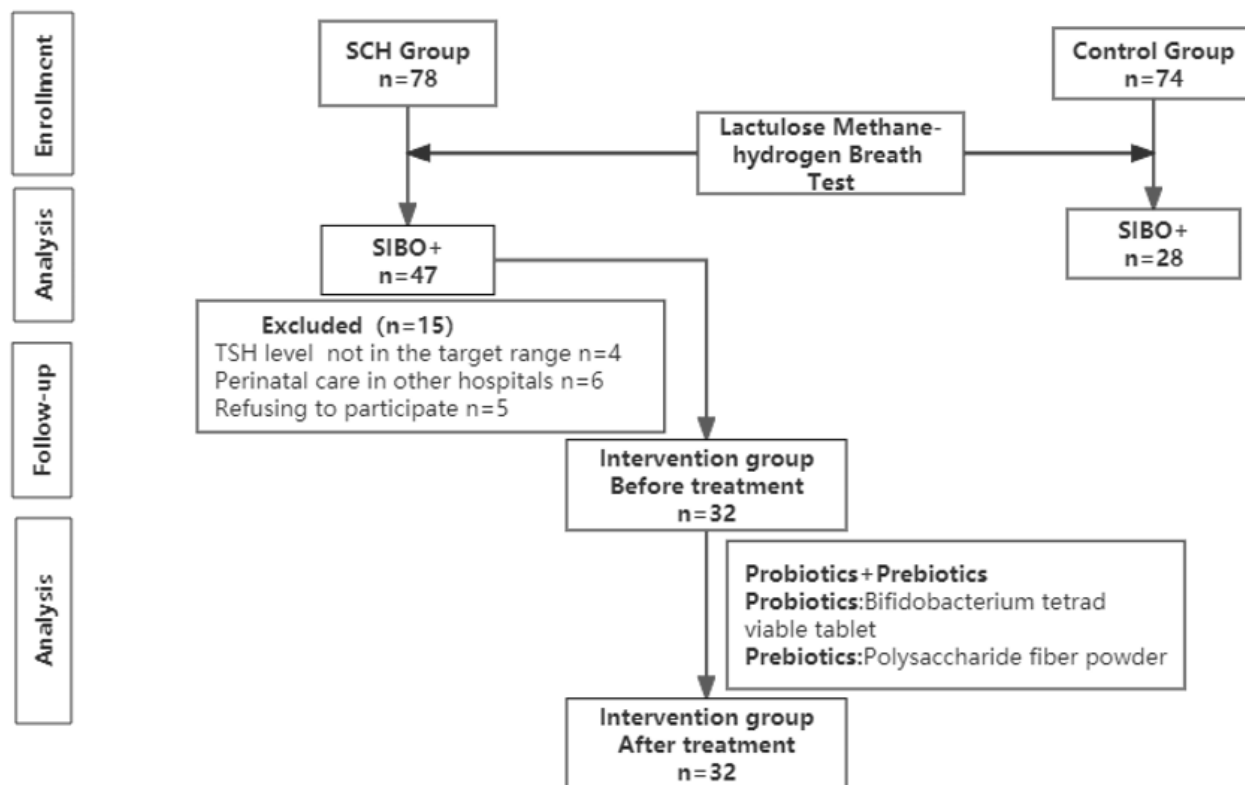 Enrollment
SCH Group
n=78
Control Group
n=74
Lactulose Methane-
hydrogen Breath
Test
Analysis
SIBO+
n=47
SIBO+
n=28
Excluded (n=15)
TSH level not in the target range n=4
Perinatal care in other hospitals n=6
Refusing to participate n=5
Follow-up
Intervention group
Before treatment
n=32
Analysis
Probiotics+Prebiotics
Probiotics:Bifidobacterium tetrad
viable tablet
Prebiotics:Polysaccharide fiber powder
Intervention group
After treatment
n=32